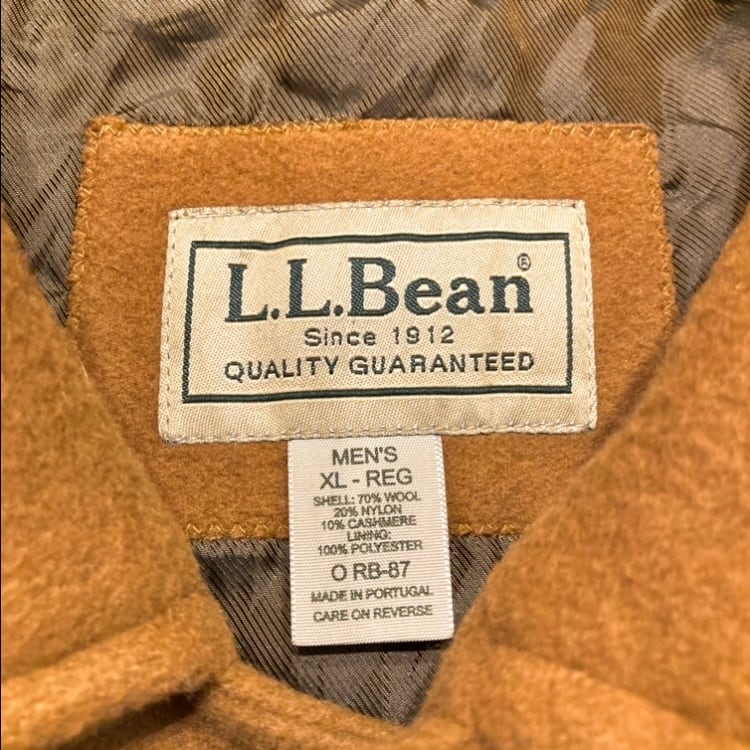 L.L.Bean®
Since 1912
QUALITY GUARANTEED
MEN'S
XL - REG
SHELL: 70% WOOL
20% NYLON
10% CASHMERE
LINING:
100% POLYESTER
O RB-87
MADE IN PORTUGAL
CARE ON REVERSE